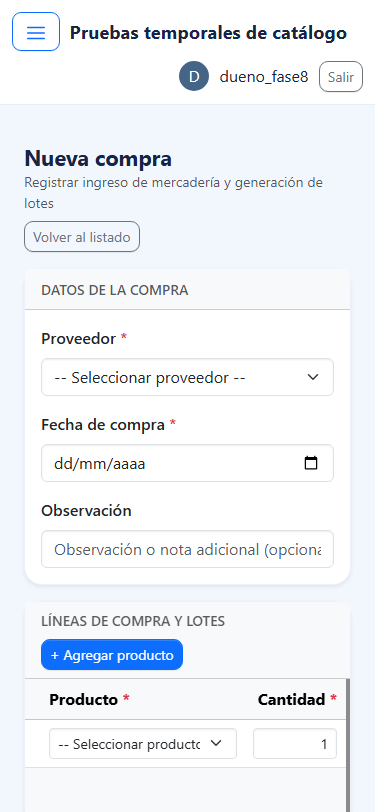 Pruebas temporales de catálogo
D dueno_fase8 Salir
Nueva compra
Registrar ingreso de mercadería y generación de
lotes
Volver al listado
DATOS DE LA COMPRA
Proveedor *
-- Seleccionar proveedor --
Fecha de compra *
dd/mm/aaaa
Observación
Observación o nota adicional (opciona
LÍNEAS DE COMPRA Y LOTES
+ Agregar producto
Producto * Cantidad *
-- Seleccionar producto 1